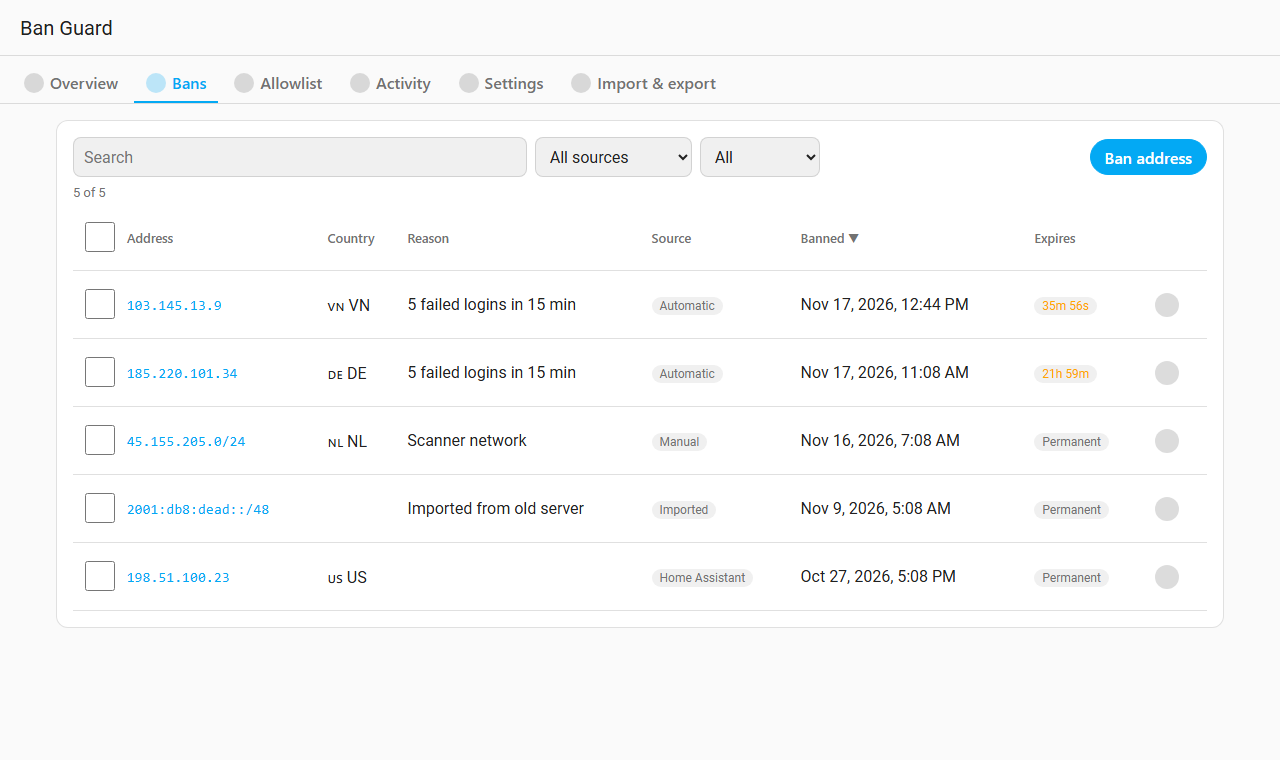 Ban Guard
Overview Bans Allowlist Activity Settings Import & export
Search All sources All Ban address
5 of 5
Address Country Reason Source Banned ▼ Expires
103.145.13.9 VN VN 5 failed logins in 15 min Automatic Nov 17, 2026, 12:44 PM 35m 56s
185.220.101.34 DE DE 5 failed logins in 15 min Automatic Nov 17, 2026, 11:08 AM 21h 59m
45.155.205.0/24 NL NL Scanner network Manual Nov 16, 2026, 7:08 AM Permanent
2001:db8:dead::/48 Imported from old server Imported Nov 9, 2026, 5:08 AM Permanent
198.51.100.23 US US Home Assistant Oct 27, 2026, 5:08 PM Permanent